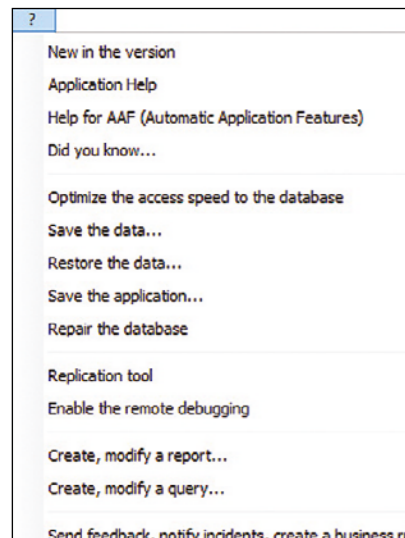 ?
New in the version
Application Help
Help for AAF (Automatic Application Features)
Did you know...
Optimize the access speed to the database
Save the data...
Restore the data...
Save the application...
Repair the database
Replication tool
Enable the remote debugging
Create, modify a report...
Create, modify a query...
Send feedback, notify incidents, create a business